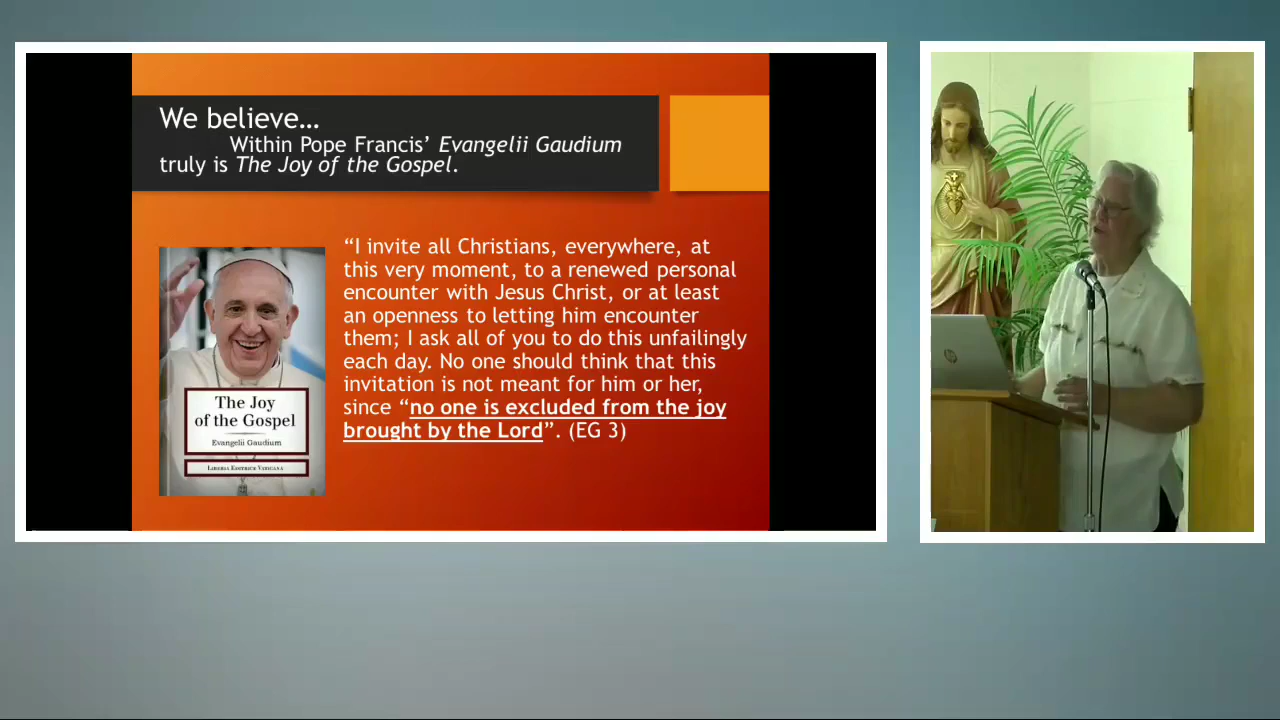 We believe…
Within Pope Francis’ Evangelii Gaudium
truly is The Joy of the Gospel.
“I invite all Christians, everywhere, at
this very moment, to a renewed personal
encounter with Jesus Christ, or at least
an openness to letting him encounter
them; I ask all of you to do this unfailingly
each day. No one should think that this
invitation is not meant for him or her,
since “no one is excluded from the joy
brought by the Lord”. (EG 3)
The Joy
of the Gospel
Evangelii Gaudium
Libreria Editrice Vaticana
hp